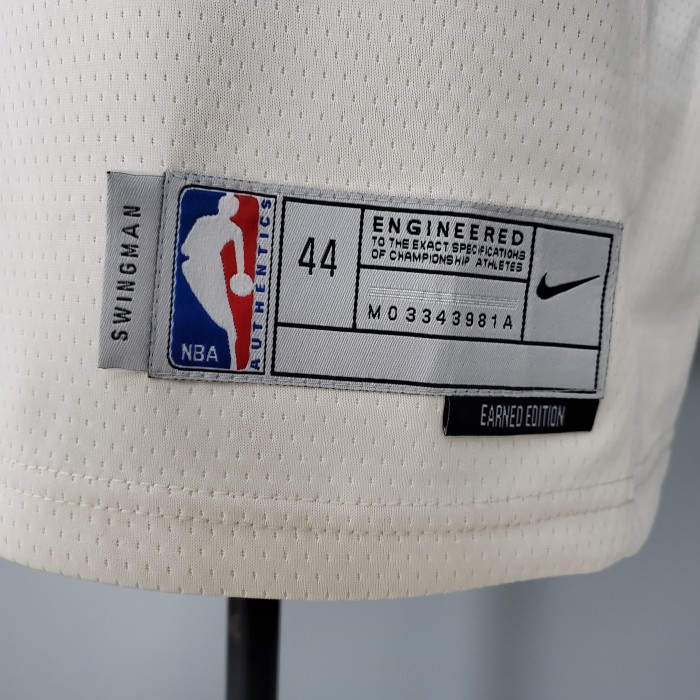 SWINGMAN
NBA
AUTHENTICS
44
ENGINEERED
TO THE EXACT SPECIFICATIONS
OF CHAMPIONSHIP ATHLETES
M03343981A
EARNED EDITION